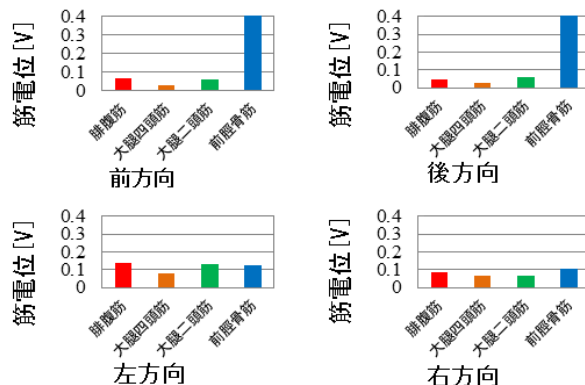 筋電位[V]
0.4
0.3
0.2
0.1
0
腓腹筋
大腿四頭筋
大腿二頭筋
前脛骨筋
前方向
筋電位[V]
0.4
0.3
0.2
0.1
0
腓腹筋
大腿四頭筋
大腿二頭筋
前脛骨筋
後方向
筋電位[V]
0.4
0.3
0.2
0.1
0
腓腹筋
大腿四頭筋
大腿二頭筋
前脛骨筋
左方向
筋電位[V]
0.4
0.3
0.2
0.1
0
腓腹筋
大腿四頭筋
大腿二頭筋
前脛骨筋
右方向